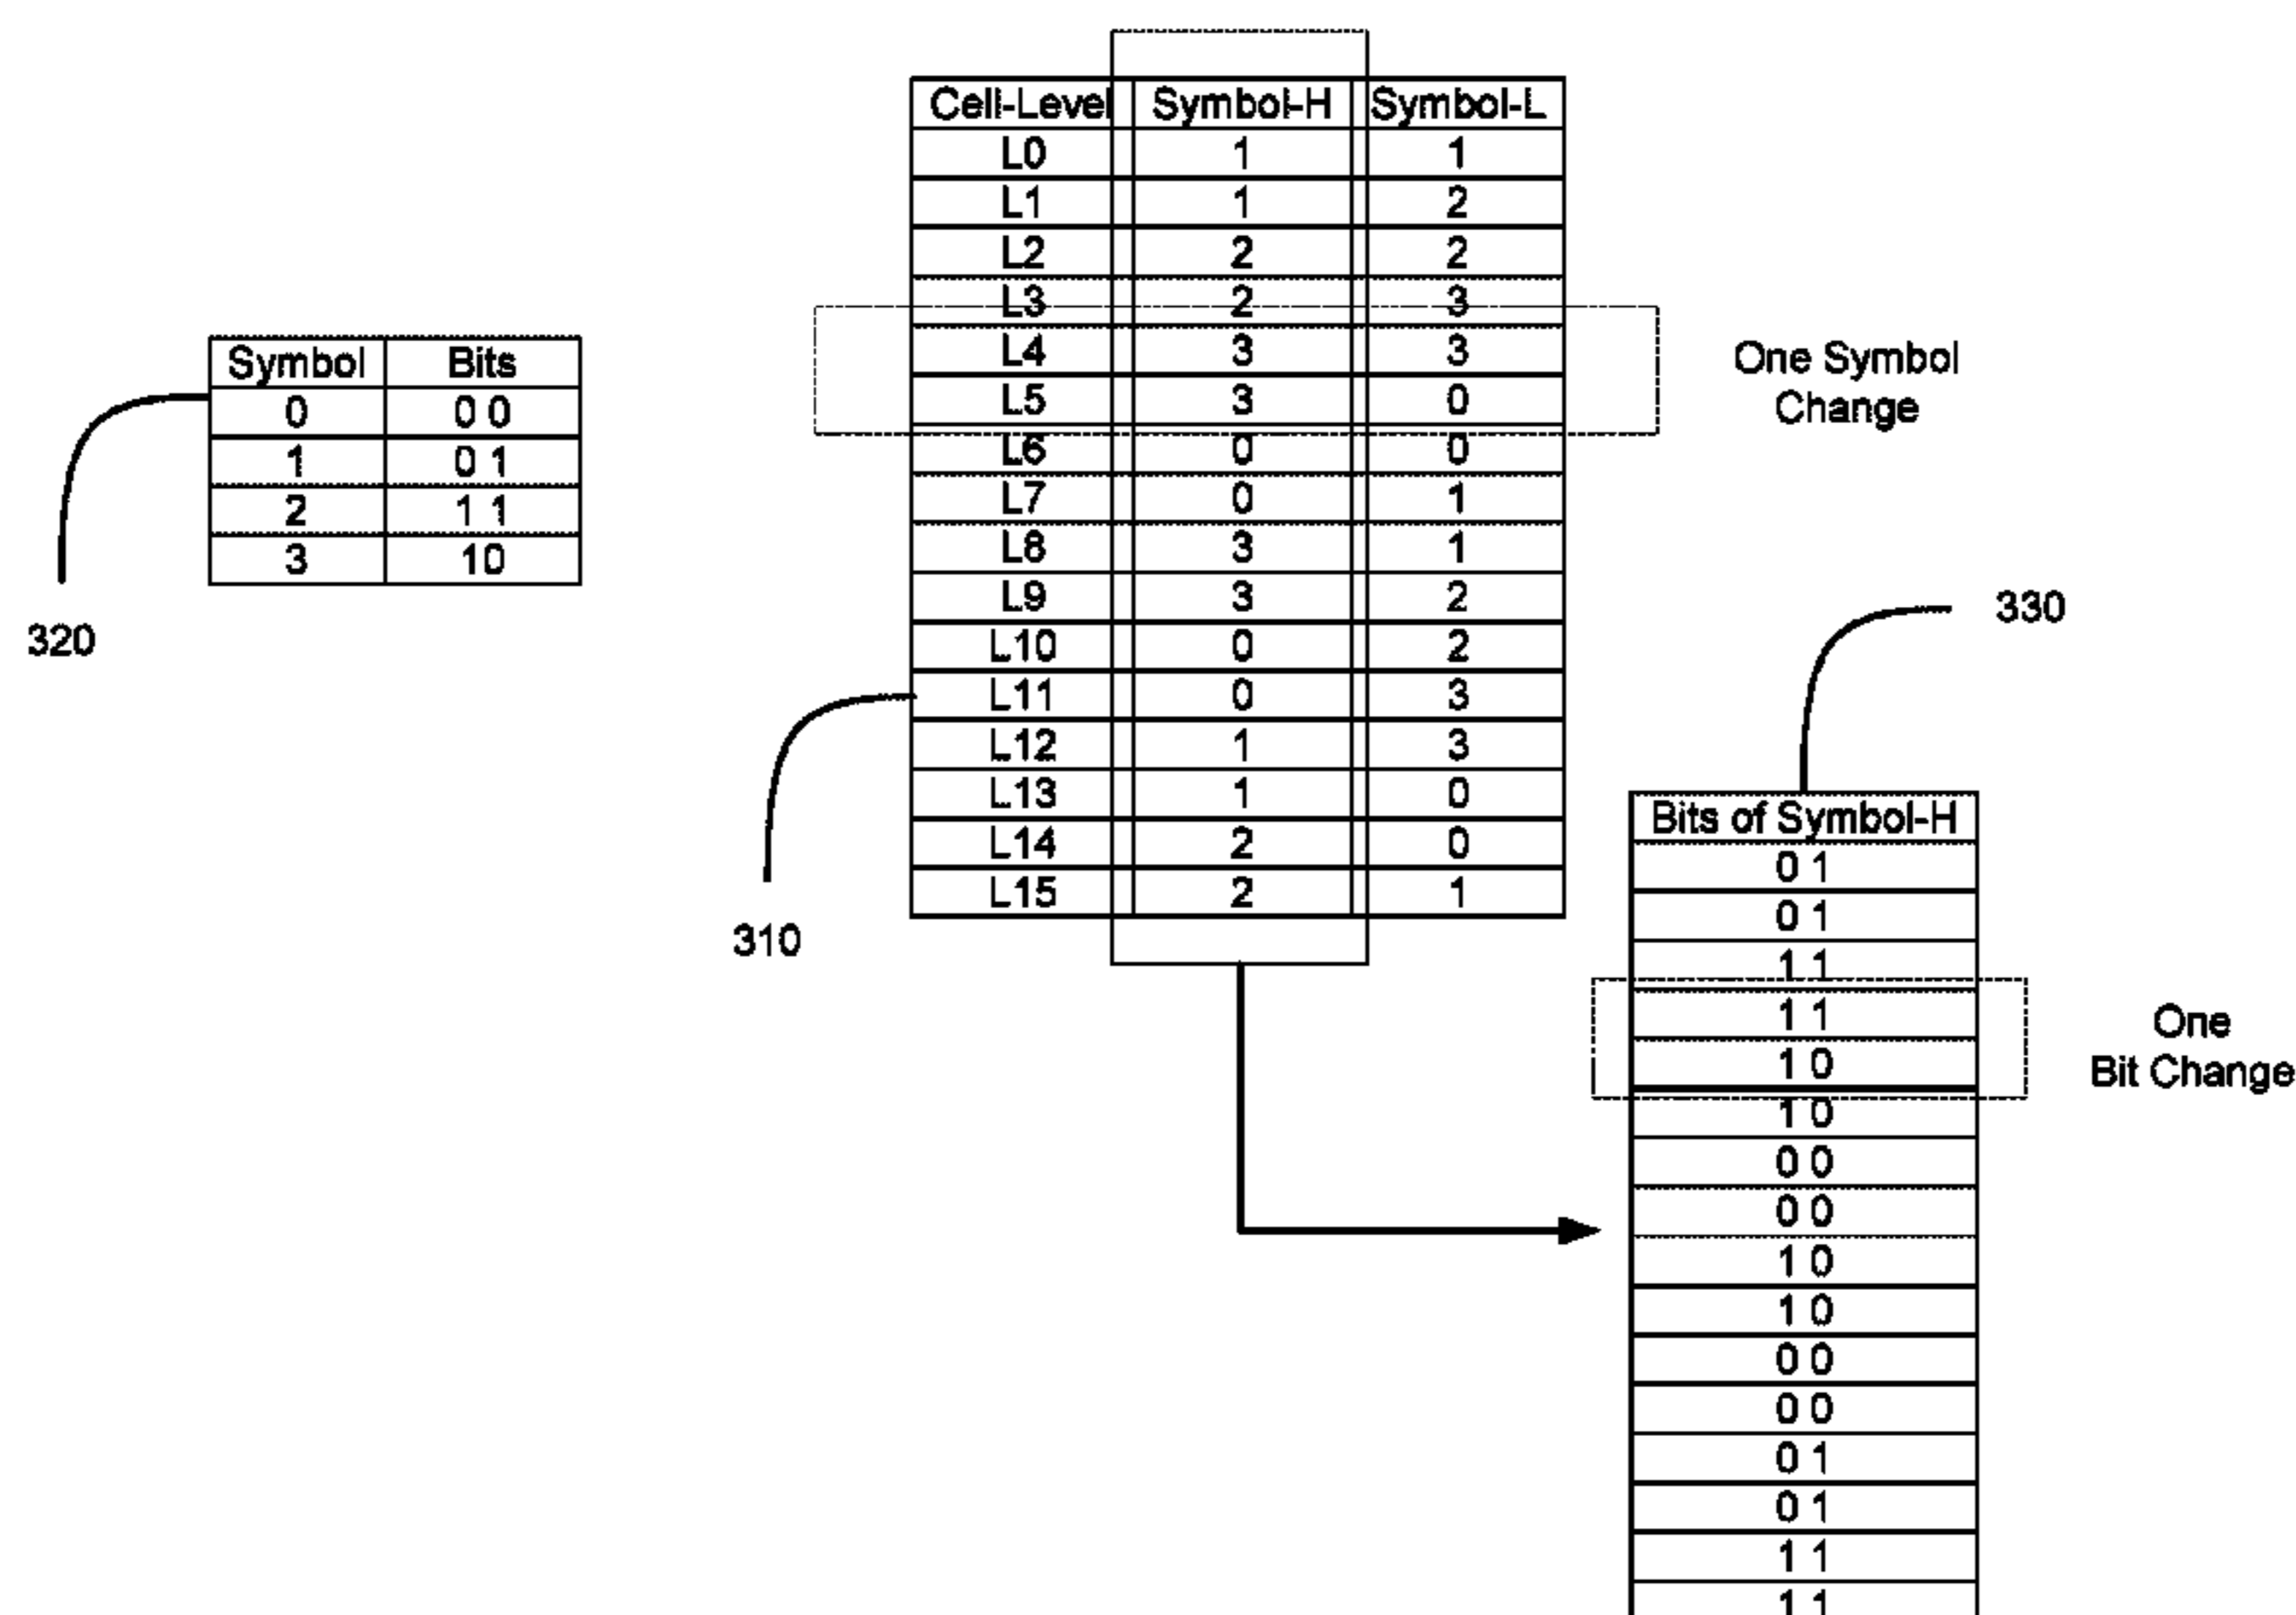 Cell-Level Symbol-H Symbol-L
L0 1 1
L1 1 2
L2 2 2
L3 2 3
L4 3 3
L5 3 0
L6 0 0
L7 0 1
L8 3 1
L9 3 2
L10 0 2
L11 0 3
L12 1 3
L13 1 0
L14 2 0
L15 2 1
One Symbol
Change
Symbol Bits
0 0 0
1 0 1
2 1 1
3 10
320
310
330
Bits of Symbol-H
0 1
0 1
1 1
1 1
1 0
1 0
0 0
0 0
1 0
1 0
0 0
0 0
0 1
0 1
1 1
1 1
One
Bit Change